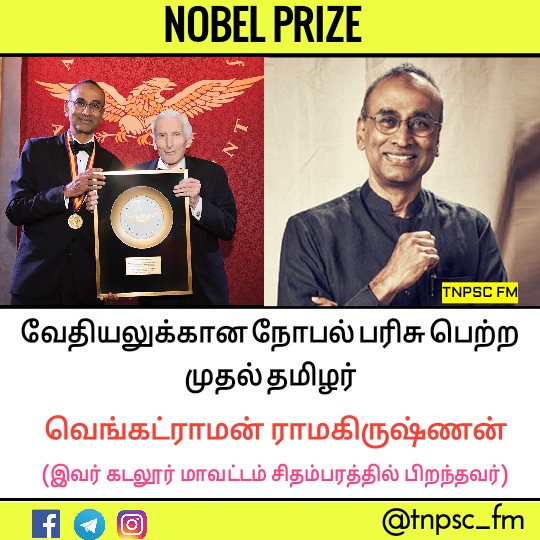 NOBEL PRIZE
TNPSC FM
வேதியலுக்கான நோபல் பரிசு பெற்ற
முதல் தமிழர்
வெங்கட்ராமன் ராமகிருஷ்ணன்
(இவர் கடலூர் மாவட்டம் சிதம்பரத்தில் பிறந்தவர்)
@tnpsc_fm